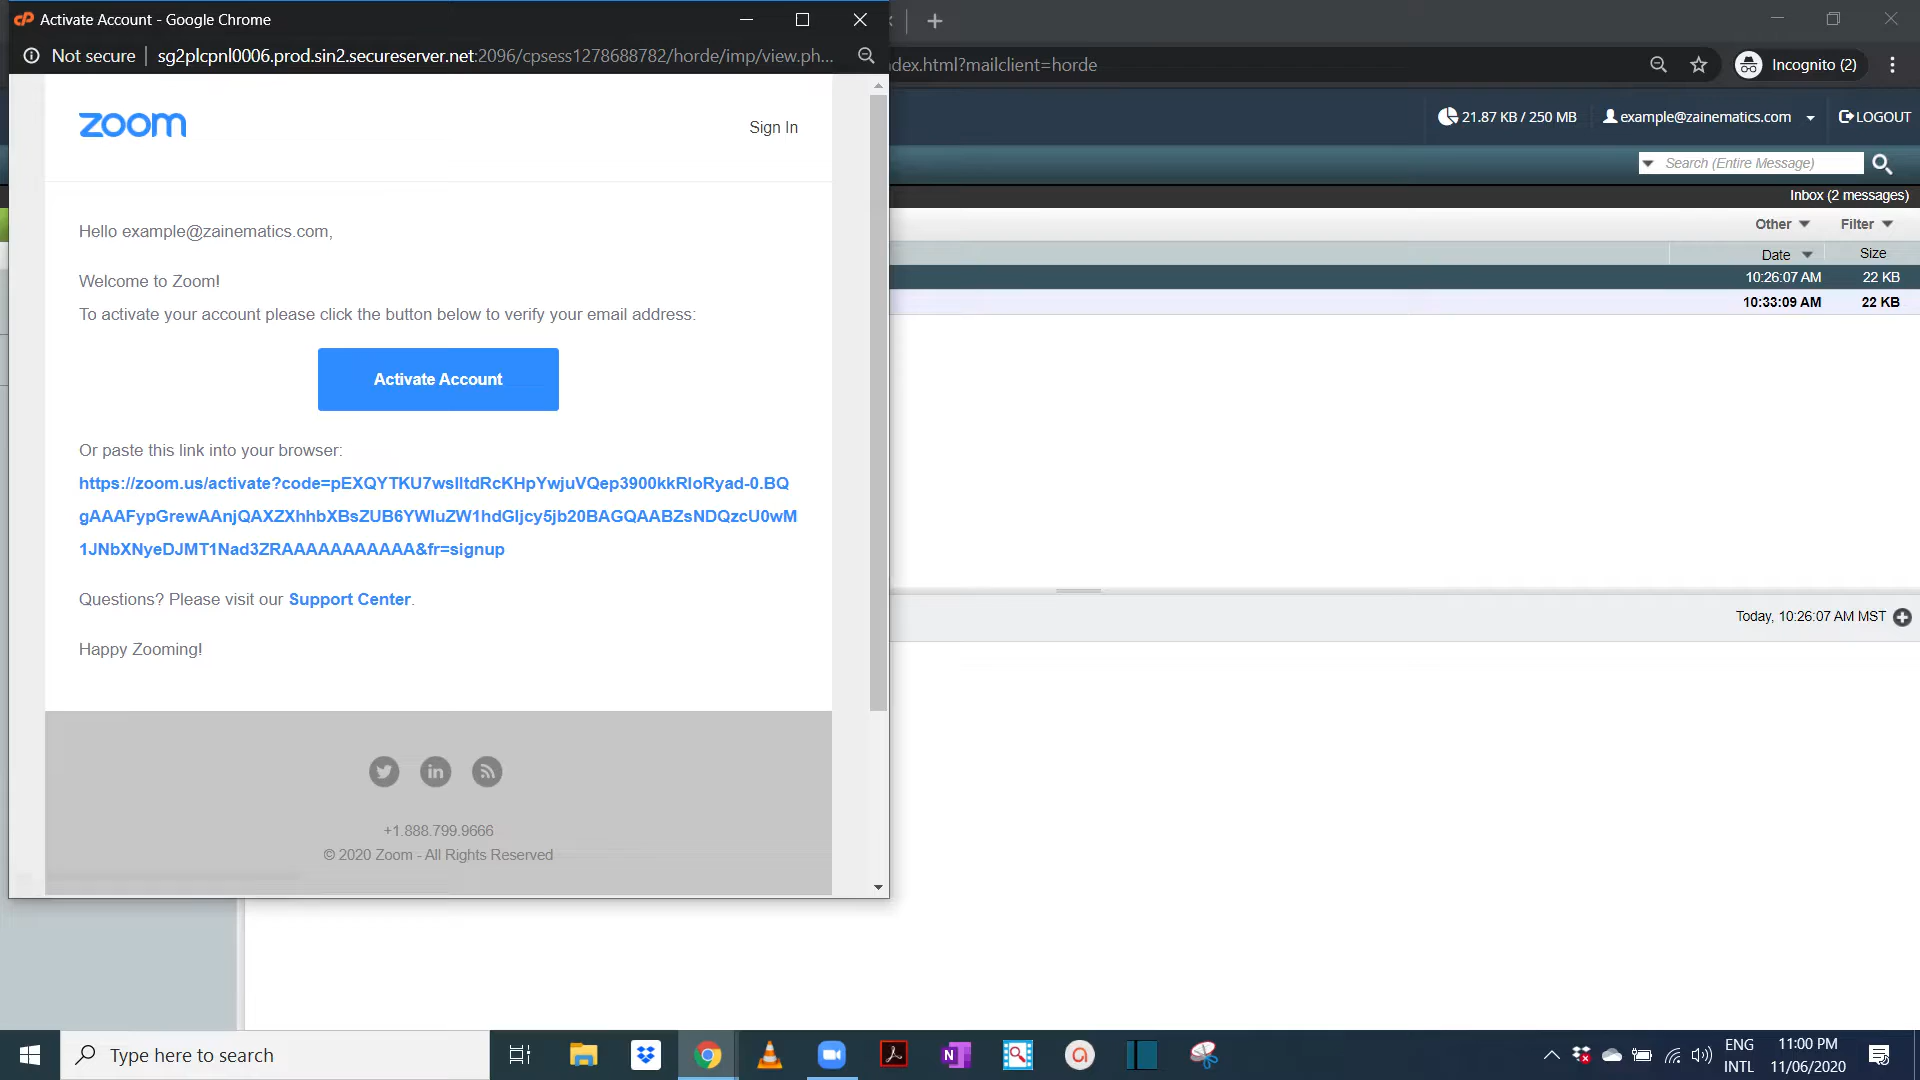 Activate Account - Google Chrome
Not secure
sg2plcpnl0006.prod.sin2.secureserver.net:2096/cpsess1278688782/horde/imp/view.ph...
dex.html?mailclient=horde
Incognito (2)
zoom
Sign In
21.87 KB / 250 MB
example@zainematics.com
LOGOUT
Search (Entire Message)
Inbox (2 messages)
Other
Filter
Date
Size
10:26:07 AM
22 KB
10:33:09 AM
22 KB
Hello example@zainematics.com,
Welcome to Zoom!
To activate your account please click the button below to verify your email address:
Activate Account
Or paste this link into your browser:
https://zoom.us/activate?code=pEXQYTKU7wslltdRcKHpYwjuVQep3900kkRloRyad-0.BQ
gAAAFypGrewAAnjQAXZXhhbXBsZUB6YWluZW1hdGljcy5jb20BAGQAABZsNDQzcU0wM
1JNbXNyeDJMT1Nad3ZRAAAAAAAAAAA&fr=signup
Questions? Please visit our Support Center.
Happy Zooming!
+1.888.799.9666
© 2020 Zoom - All Rights Reserved
Today, 10:26:07 AM MST
Type here to search
ENG
INTL
11:00 PM
11/06/2020